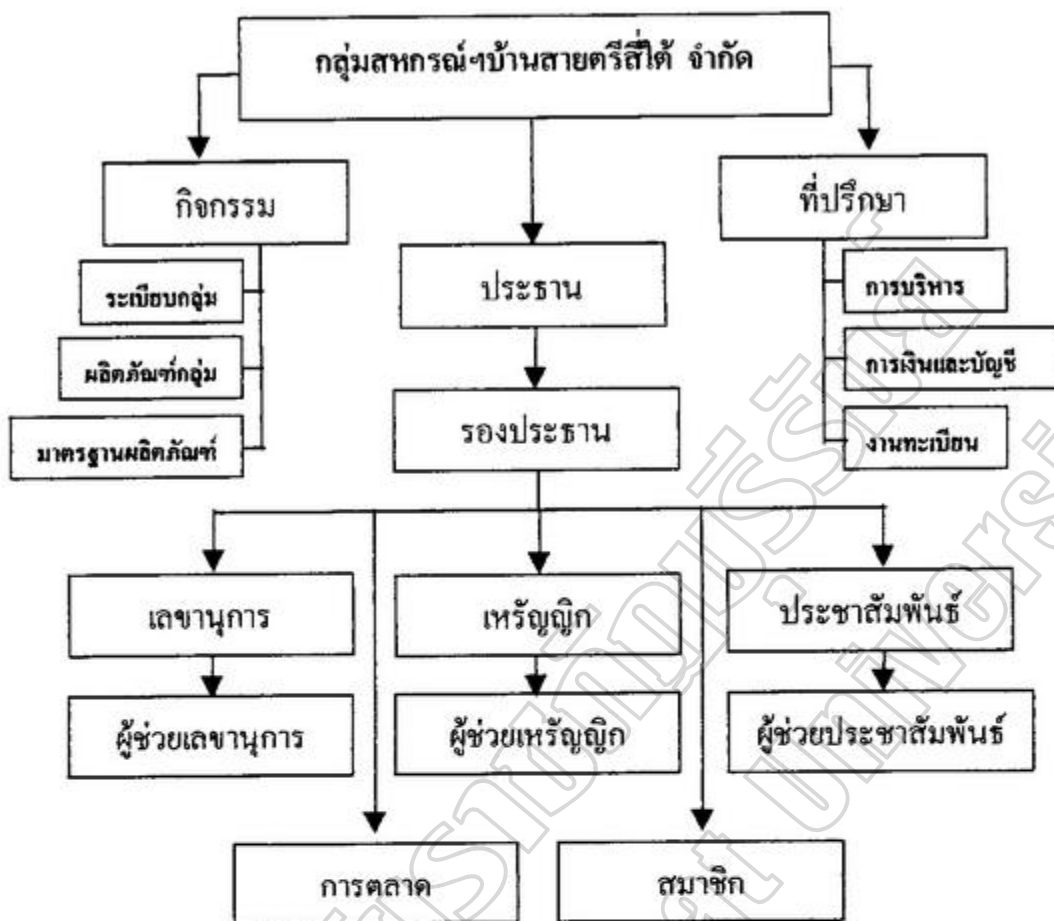 กลุ่มสหกรณ์ฯบ้านสายตรีสี่ใต้ จำกัด
กิจกรรม
ที่ปรึกษา
ระเบียบกลุ่ม
ประธาน
การบริหาร
ผลิตภัณฑ์กลุ่ม
การเงินและบัญชี
รองประธาน
มาตรฐานผลิตภัณฑ์
งานทะเบียน
เลขานุการ
เหรัญญิก
ประชาสัมพันธ์
ผู้ช่วยเลขานุการ
ผู้ช่วยเหรัญญิก
ผู้ช่วยประชาสัมพันธ์
การตลาด
สมาชิก